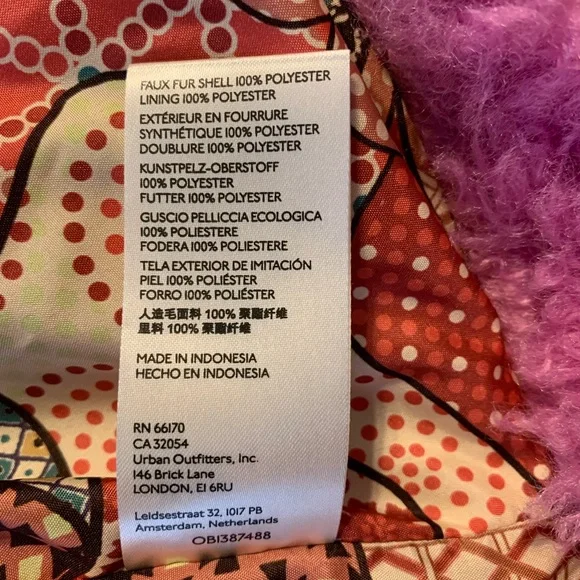 FAUX FUR SHELL 100% POLYESTER
LINING 100% POLYESTER
EXTÉRIEUR EN FOURRURE
SYNTHÉTIQUE 100% POLYESTER
DOUBLURE 100% POLYESTER
KUNSTPELZ-OBERSTOFF
100% POLYESTER
FUTTER 100% POLYESTER
GUSCIO PELLICCIA ECOLOGICA
100% POLIESTERE
FODERA 100% POLIESTERE
TELA EXTERIOR DE IMITACIÓN
PIEL 100% POLIÉSTER
FORRO 100% POLIÉSTER
人造毛面料 100% 聚酯纤维
里料 100% 聚酯纤维
MADE IN INDONESIA
HECHO EN INDONESIA
RN 66170
CA 32054
Urban Outfitters, Inc.
146 Brick Lane
LONDON, E1 6RU
Leidsestraat 32, 1017 PB
Amsterdam, Netherlands
OB1387488